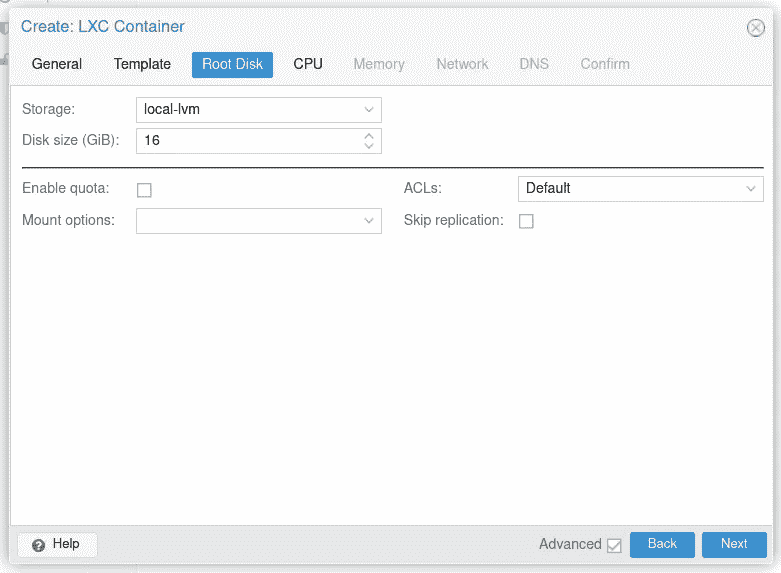 Create: LXC Container
General Template Root Disk CPU Memory Network DNS Confirm
Storage: local-lvm
Disk size (GiB): 16
Enable quota: ACLs: Default
Mount options: Skip replication:
Help Advanced Back Next